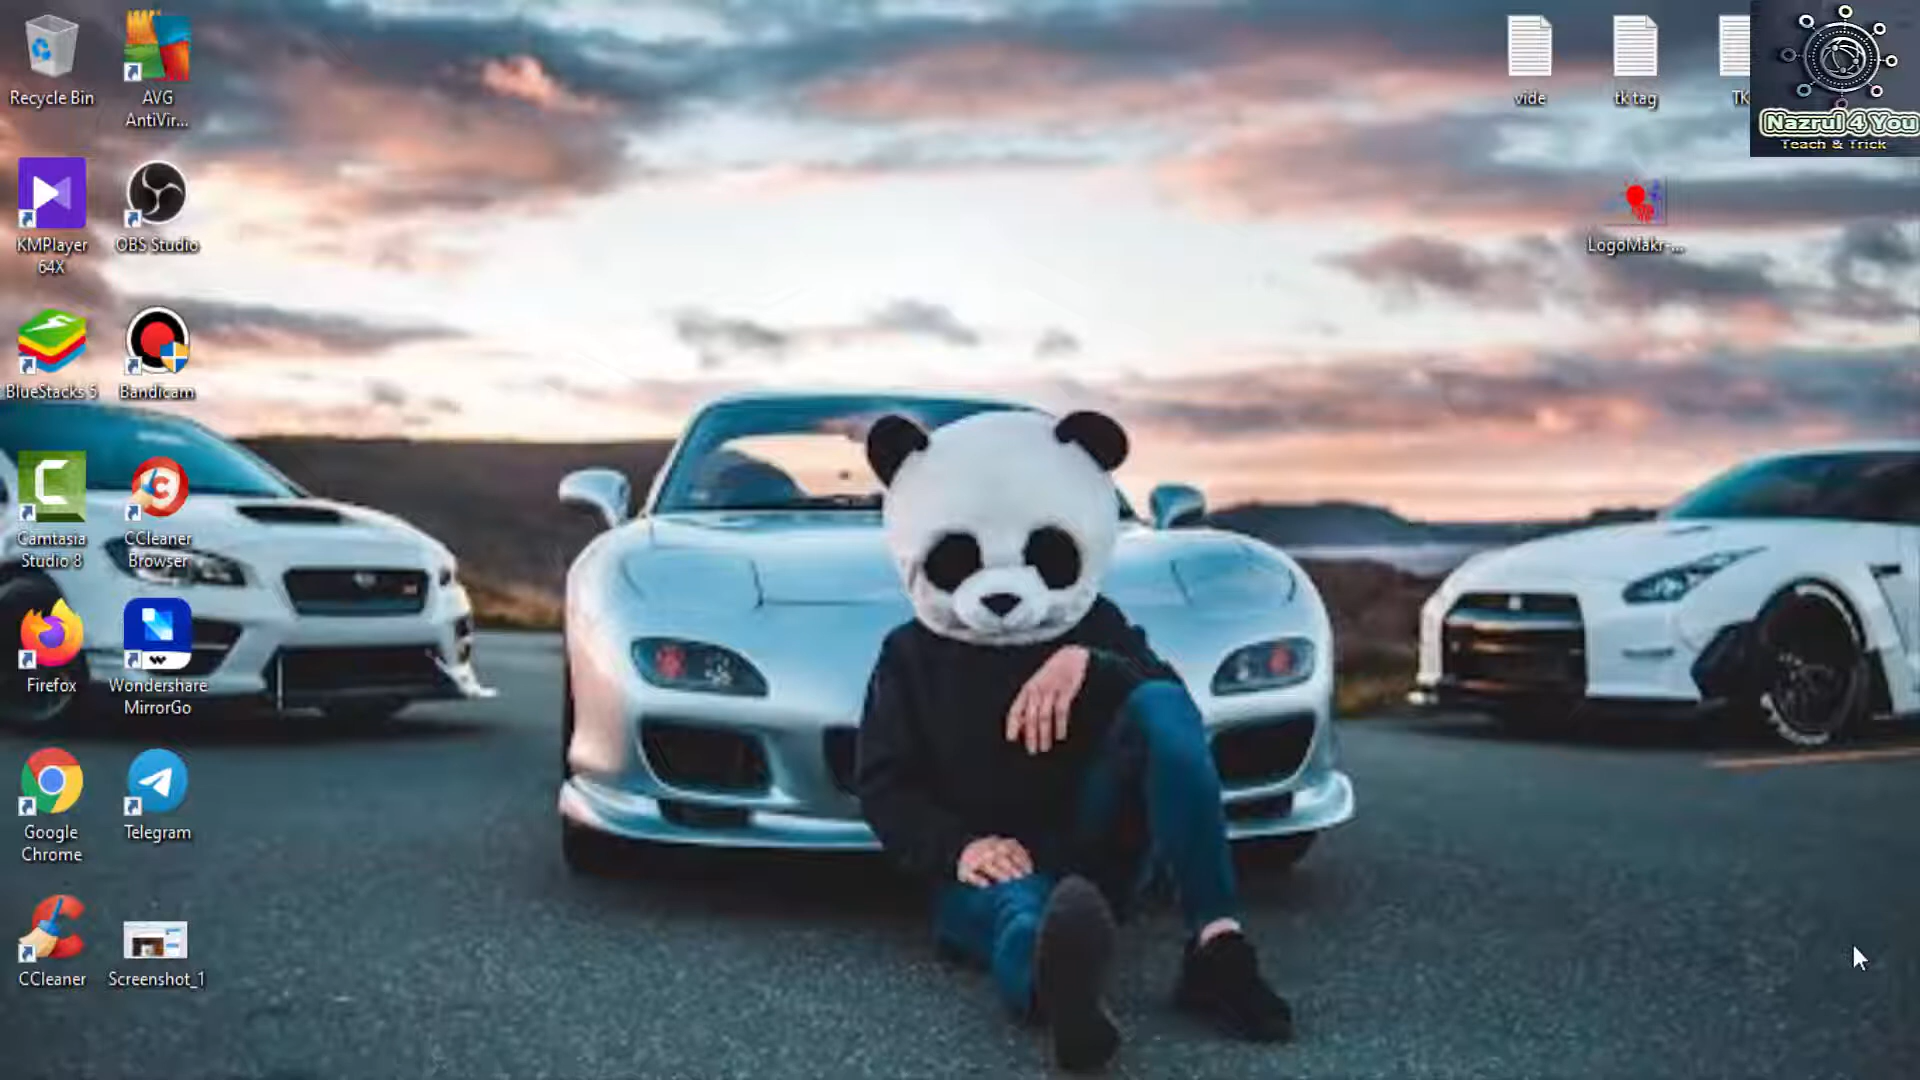 Recycle Bin
AVG
AntiVir...
KMPlayer
64X
OBS Studio
BlueStacks 5
Bandicam
Camtasia
Studio 8
CCleaner
Browser
Firefox
Wondershare
MirrorGo
Google
Chrome
Telegram
CCleaner
Screenshot_1
vide
tk tag
TK
LogoMakr-...
Nazrul 4 You
Teach & Trick